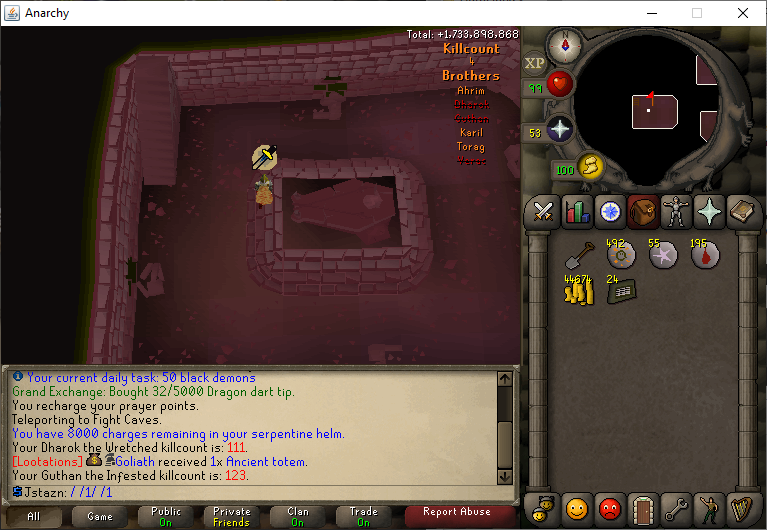 Anarchy
Total: +1,733,898,868
Killcount
4
Brothers
Ahrim
Dharok
Guthan
Karil
Torag
Verac
XP
99
53
100
492
55
195
44674
24
Your current daily task: 50 black demons
Grand Exchange: Bought 32/5000 Dragon dart tip.
You recharge your prayer points.
Teleporting to Fight Caves.
You have 8000 charges remaining in your serpentine helm.
Your Dharok the Wretched killcount is: 111.
[Lootations] Goliath received 1x Ancient totem.
Your Guthan the Infested killcount is: 123.
Jstazn: / /1/ /1
All
Game
Public
On
Private
Friends
Clan
On
Trade
On
Report Abuse